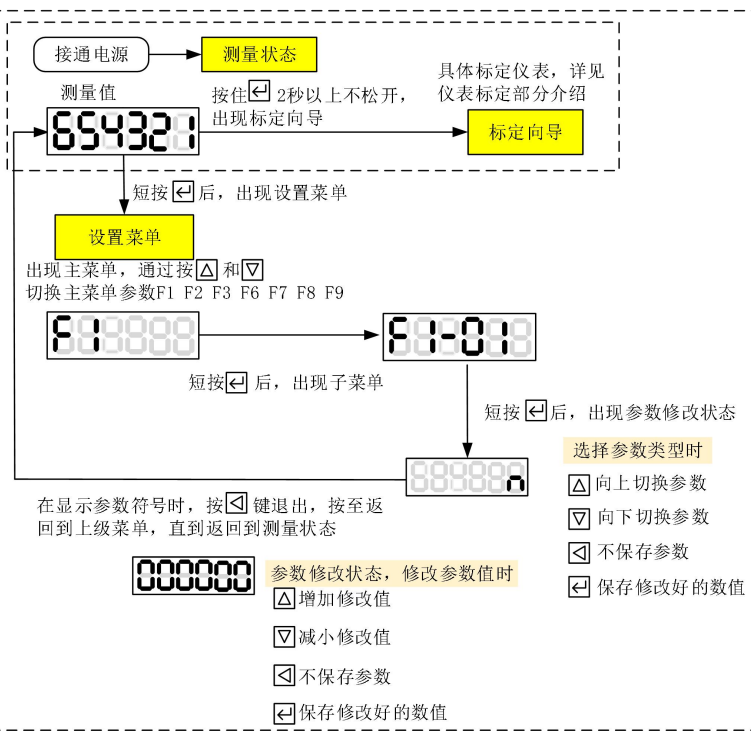 接通电源
测量状态
测量值
654321
按住 2秒以上不松开，
出现标定向导
具体标定仪表，详见
仪表标定部分介绍
标定向导
短按 后，出现设置菜单
设置菜单
出现主菜单，通过按 和
切换主菜单参数F1 F2 F3 F6 F7 F8 F9
F1
F1-01
短按 后，出现子菜单
短按 后，出现参数修改状态
n
选择参数类型时
向上切换参数
向下切换参数
不保存参数
保存修改好的数值
在显示参数符号时，按 键退出，按至返
回到上级菜单，直到返回到测量状态
000000
参数修改状态，修改参数值时
增加修改值
减小修改值
不保存参数
保存修改好的数值